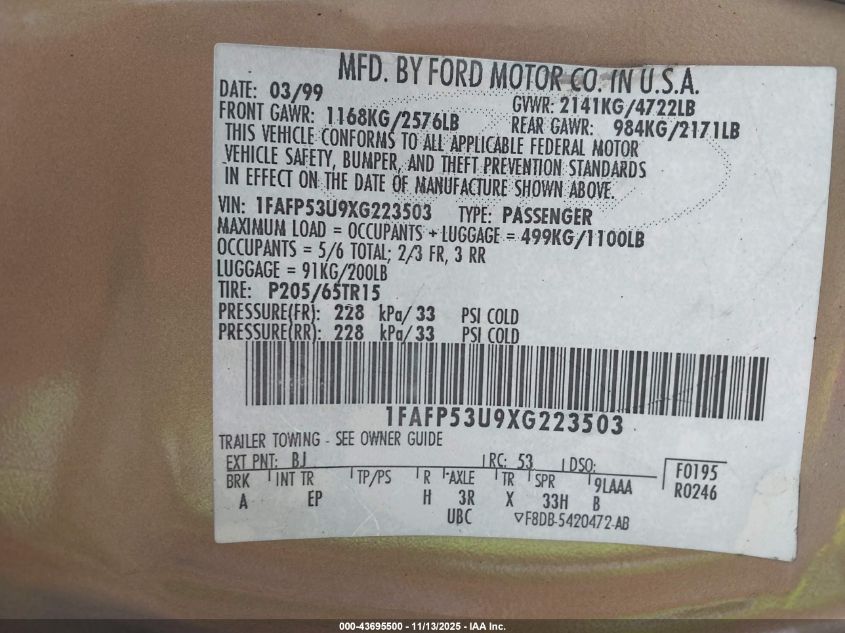 MFD. BY FORD MOTOR CO. IN U.S.A.
DATE: 03/99 GVWR: 2141KG/4722LB
FRONT GAWR: 1168KG/2576LB REAR GAWR: 984KG/2171LB
THIS VEHICLE CONFORMS TO ALL APPLICABLE FEDERAL MOTOR
VEHICLE SAFETY, BUMPER, AND THEFT PREVENTION STANDARDS
IN EFFECT ON THE DATE OF MANUFACTURE SHOWN ABOVE.
VIN: 1FAFP53U9XG223503 TYPE: PASSENGER
MAXIMUM LOAD = OCCUPANTS + LUGGAGE = 499KG/1100LB
OCCUPANTS = 5/6 TOTAL; 2/3 FR, 3 RR
LUGGAGE = 91KG/200LB
TIRE: P205/65TR15
PRESSURE(FR): 228 kPa/33 PSI COLD
PRESSURE(RR): 228 kPa/33 PSI COLD
1FAFP53U9XG223503
TRAILER TOWING - SEE OWNER GUIDE
EXT PNT: BJ RC: 53 DSO: F0195
BRK INT TR TP/PS R AXLE TR SPR 9LAAA R0246
A EP H 3R X 33H B
UBC ▽F8DB-5420472-AB
000-43695500 - 11/13/2025 - IAA Inc.